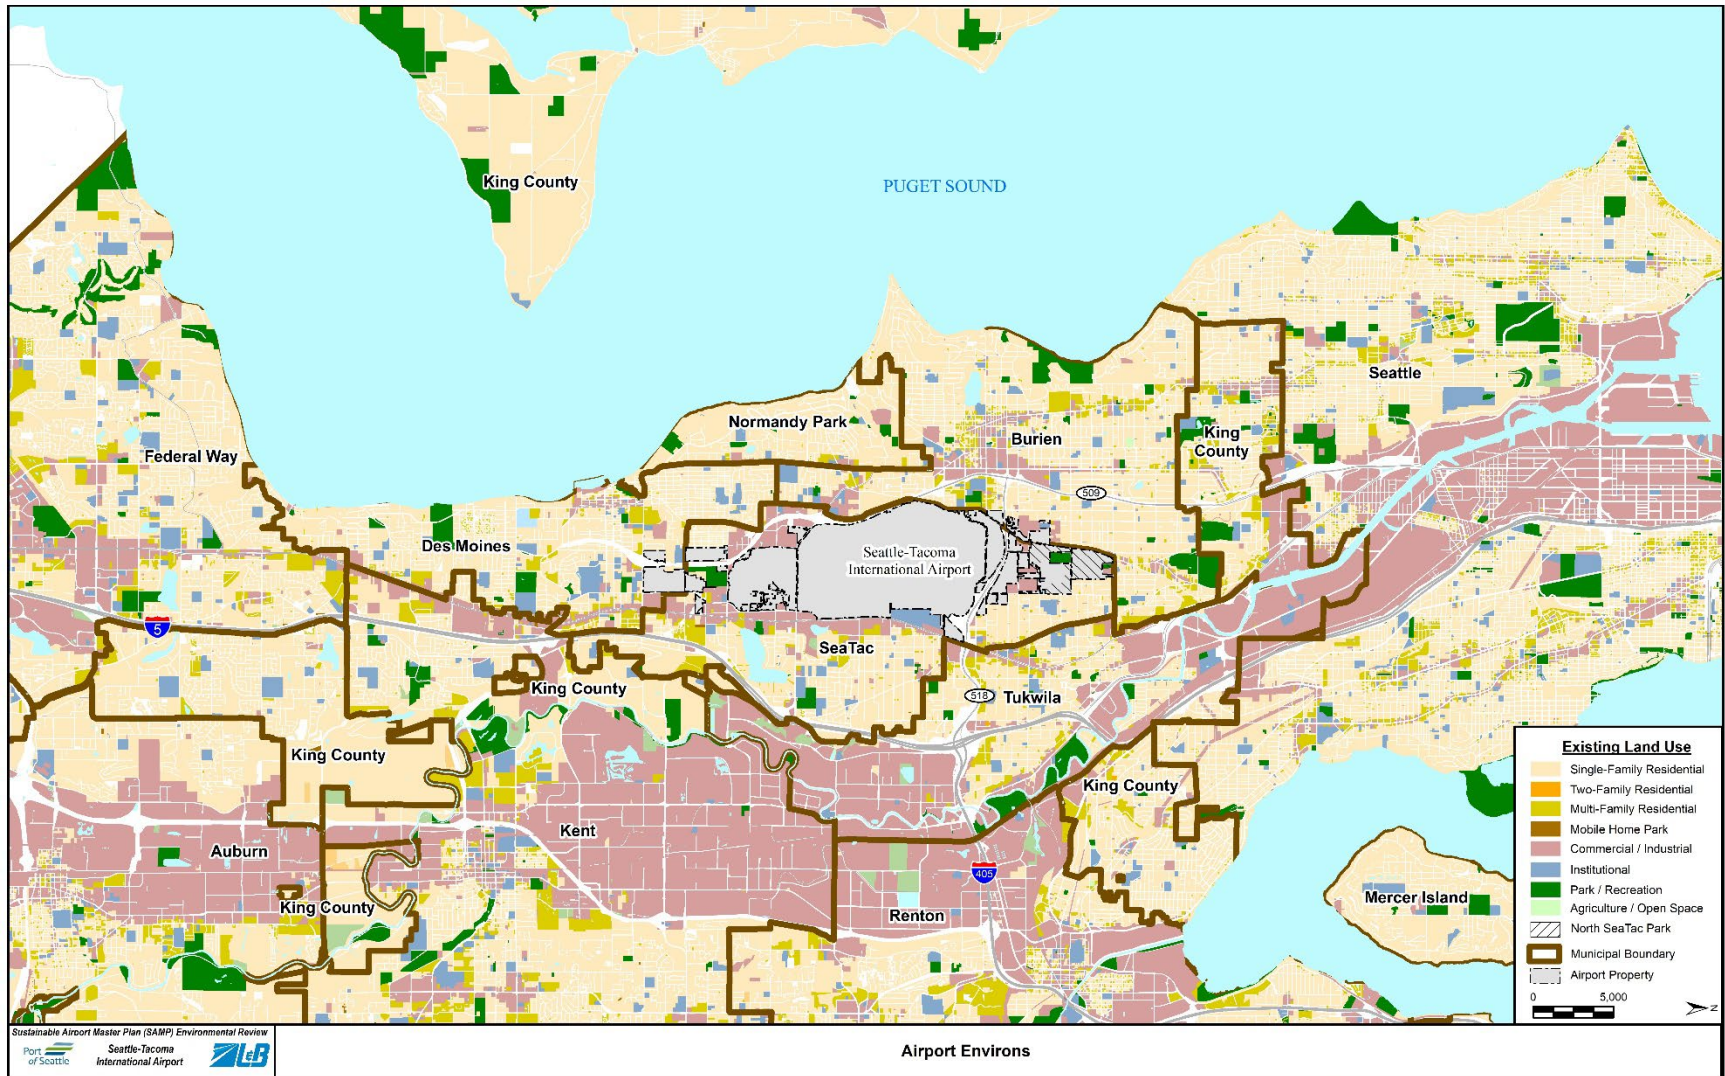 King County
PUGET SOUND
Seattle
Normandy Park
Burien
King
County
Federal Way
509
Des Moines
Seattle-Tacoma
International Airport
5
SeaTac
King County
518
Tukwila
King County
King County
Kent
Auburn
405
King County
Renton
Mercer Island
Existing Land Use
Single-Family Residential
Two-Family Residential
Multi-Family Residential
Mobile Home Park
Commercial / Industrial
Institutional
Park / Recreation
Agriculture / Open Space
North SeaTac Park
Municipal Boundary
Airport Property
0 5,000
Z
Sustainable Airport Master Plan (SAMP) Environmental Review
Port
of Seattle
Seattle-Tacoma
International Airport
L&B
Airport Environs